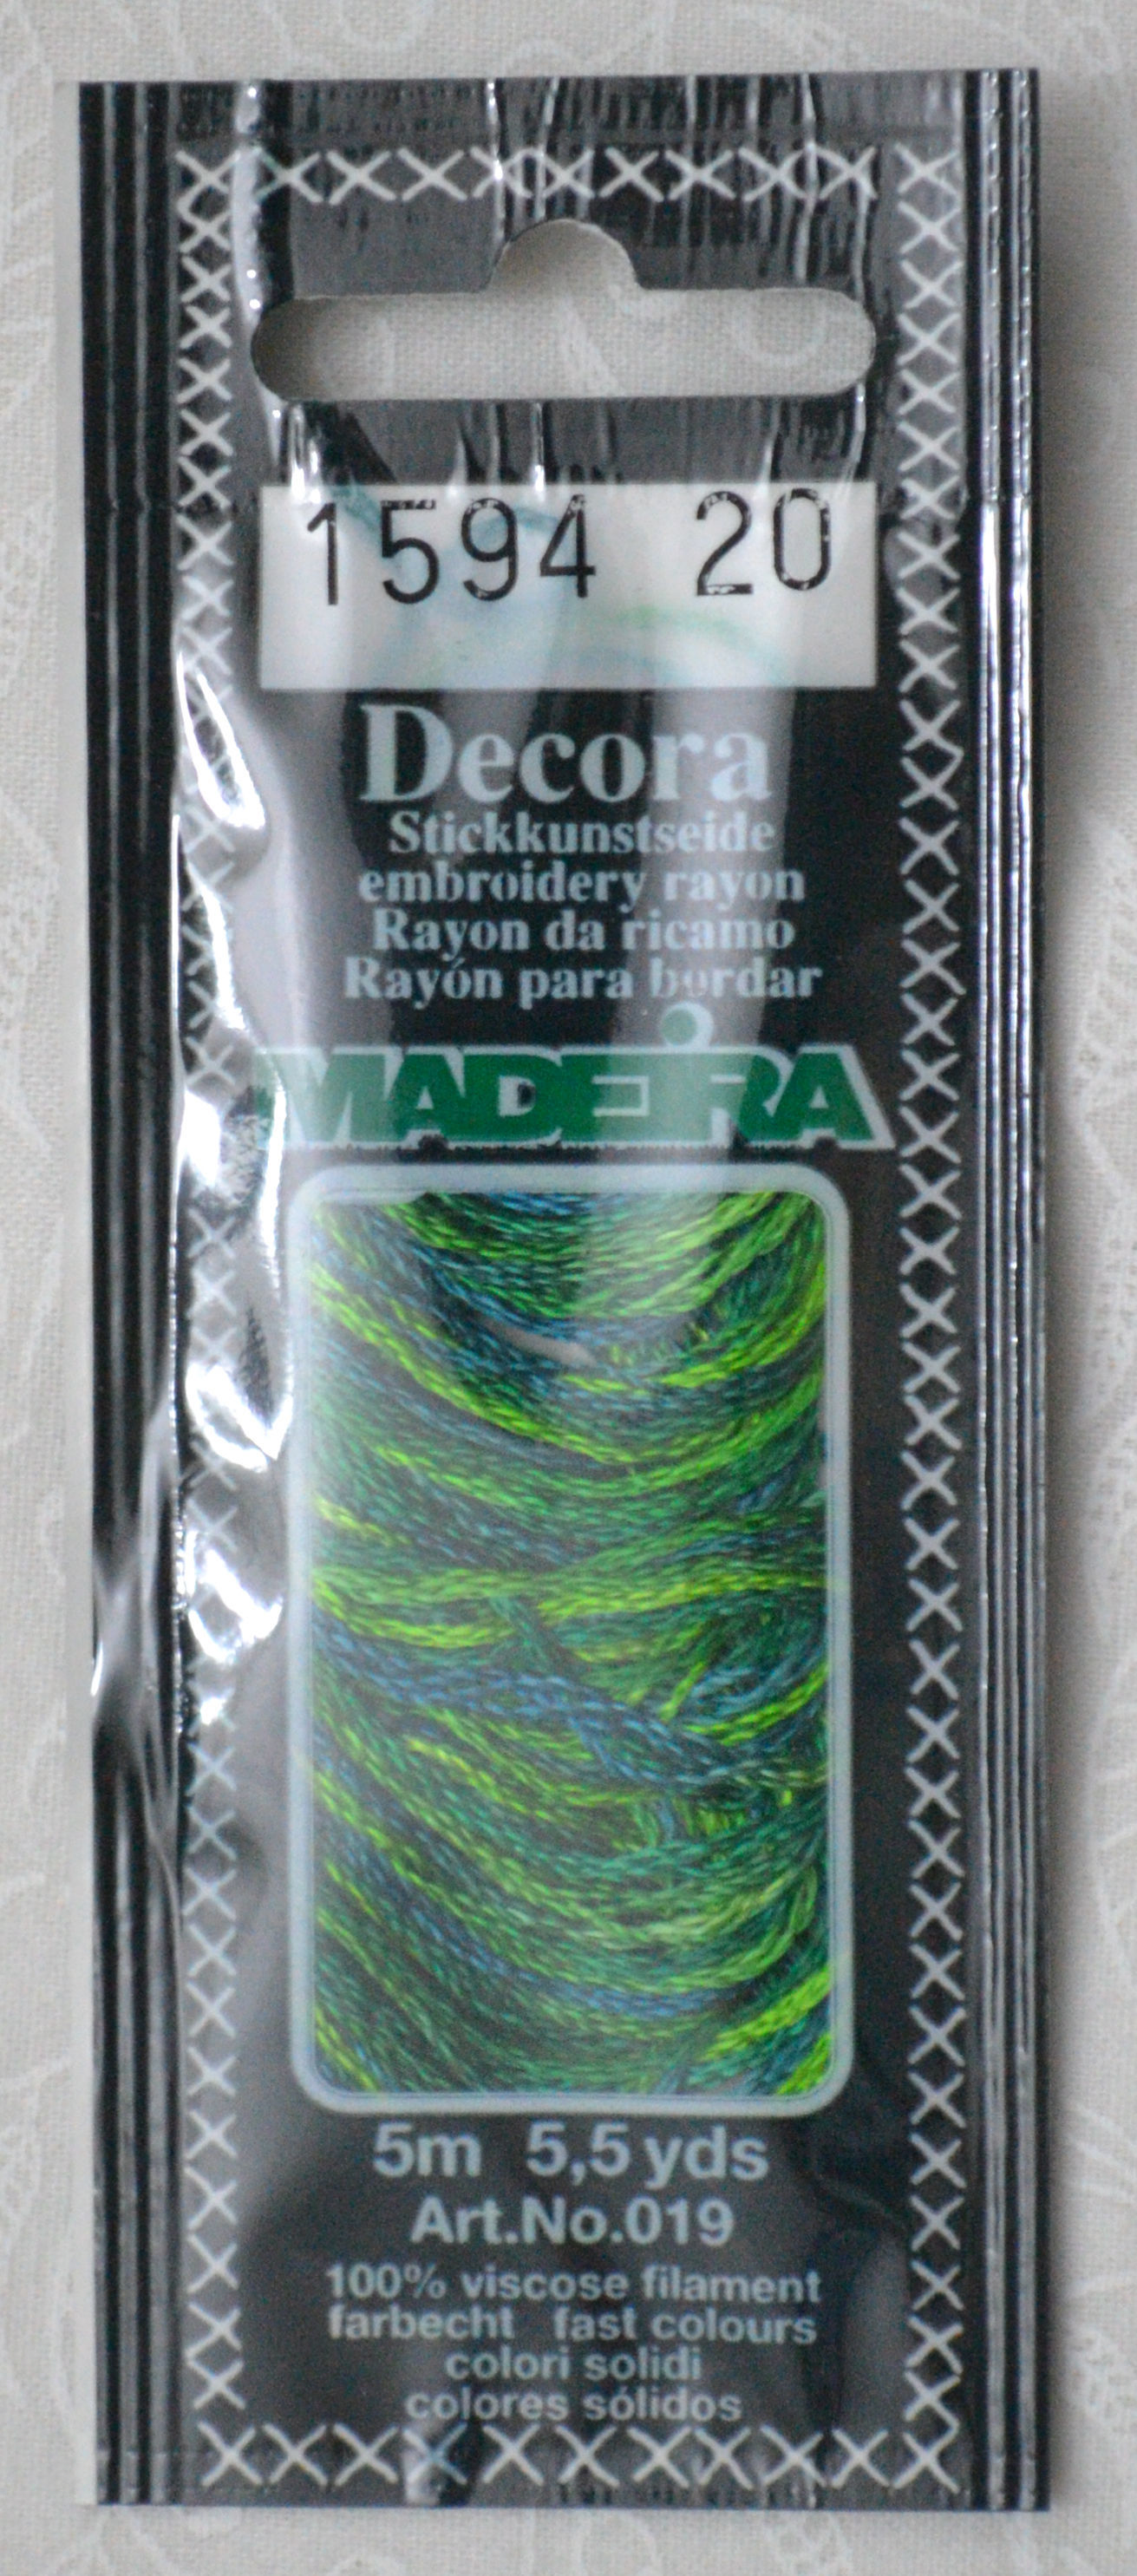 1594 20
Decora
Stickkunstseide
embroidery rayon
Rayon da ricamo
Rayón para bordar
MADEIRA
5m 5,5 yds
Art.No.019
100% viscose filament
farbecht fast colours
colori solidi
colores sólidos